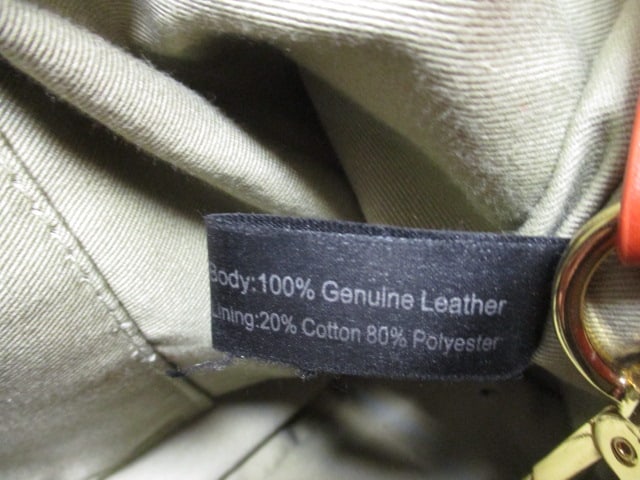 Body:100% Genuine Leather
Lining:20% Cotton 80% Polyester